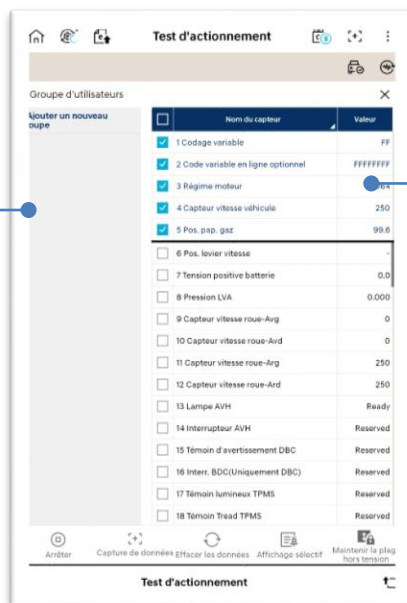 Test d'actionnement
Groupe d'utilisateurs
Ajouter un nouveau
oupe
Nom du capteur
Valeur
1 Codage variable
FF
2 Code variable en ligne optionnel
FFFFFFFF
3 Régime moteur
64
4 Capteur vitesse véhicule
250
5 Pos. pap. gaz
99.6
6 Pos. levier vitesse
-
7 Tension positive batterie
0.0
8 Pression LVA
0.000
9 Capteur vitesse roue-Avg
0
10 Capteur vitesse roue-Avd
0
11 Capteur vitesse roue-Arg
250
12 Capteur vitesse roue-Ard
250
13 Lampe AVH
Ready
14 Interrupteur AVH
Reserved
15 Témoin d'avertissement DBC
Reserved
16 Interr. BDC(Uniquement DBC)
Reserved
17 Témoin lumineux TPMS
Reserved
18 Témoin Tread TPMS
Reserved
Arrêter
Capture de données
Effacer les données
Affichage sélectif
Maintenir la plag
hors tension
Test d'actionnement